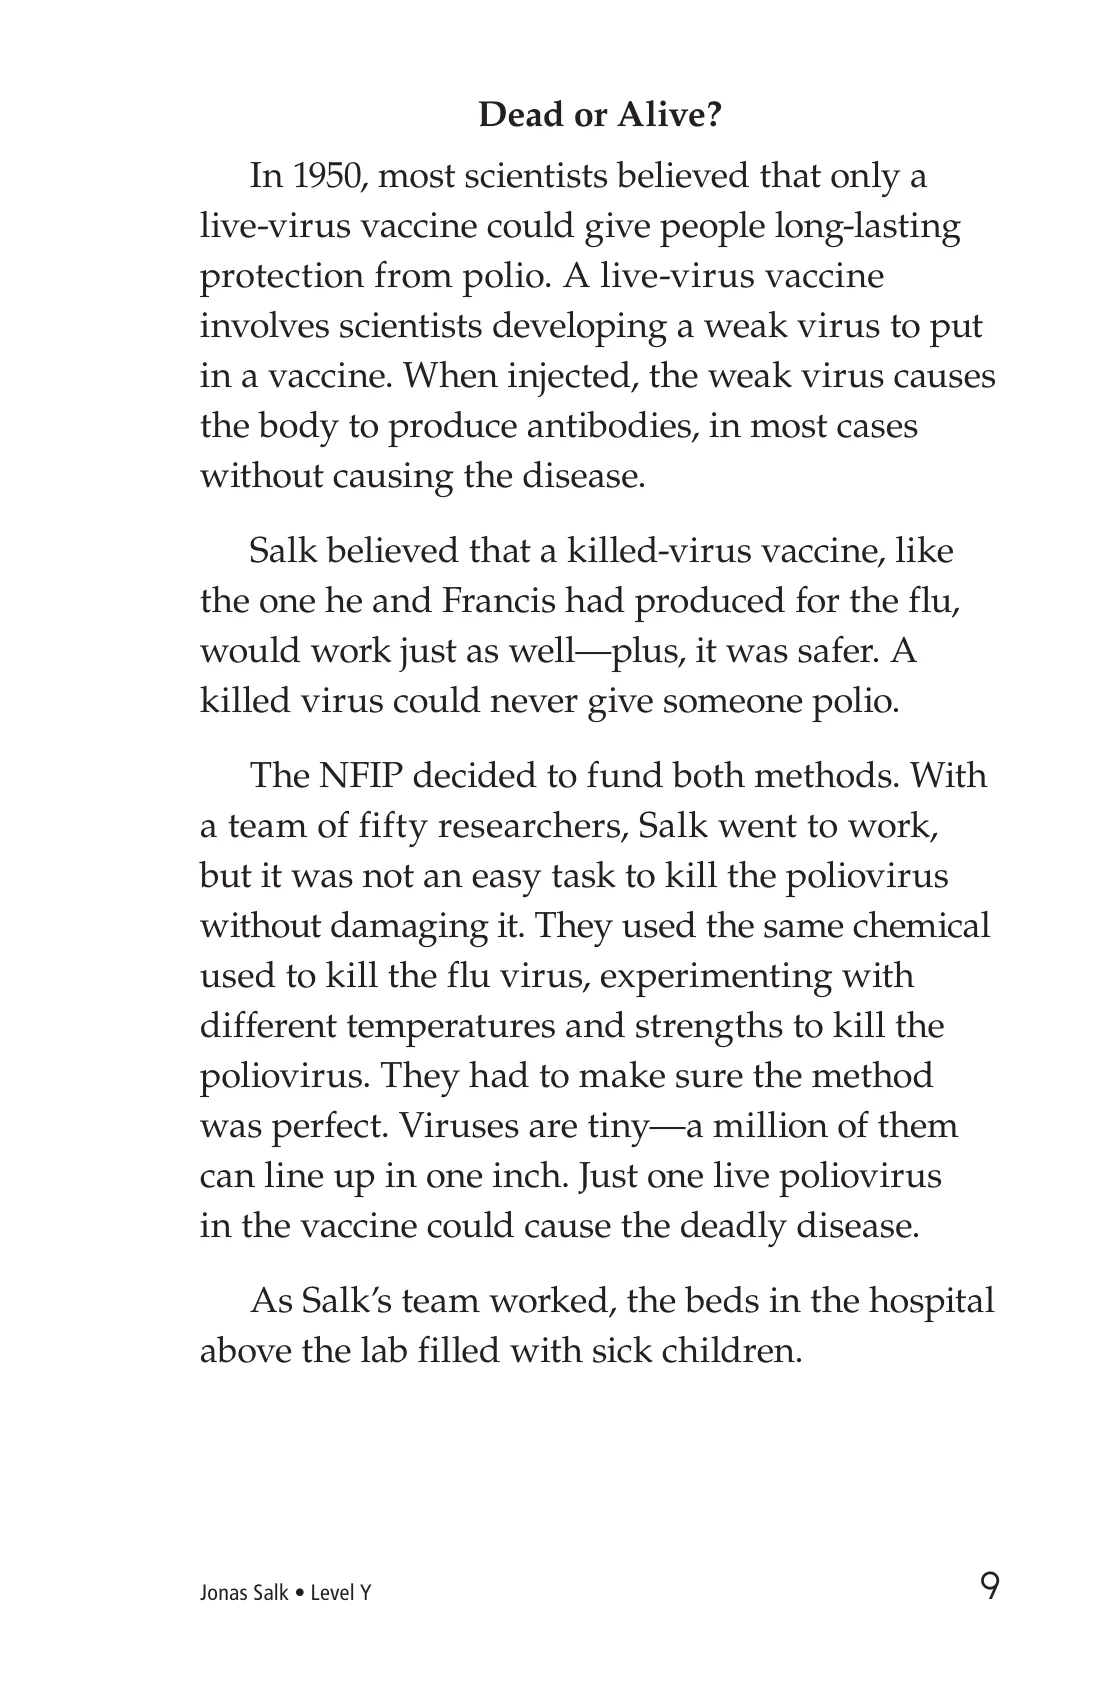 Dead or Alive?
In 1950, most scientists believed that only a
live-virus vaccine could give people long-lasting
protection from polio. A live-virus vaccine
involves scientists developing a weak virus to put
in a vaccine. When injected, the weak virus causes
the body to produce antibodies, in most cases
without causing the disease.
Salk believed that a killed-virus vaccine, like
the one he and Francis had produced for the flu,
would work just as well—plus, it was safer. A
killed virus could never give someone polio.
The NFIP decided to fund both methods. With
a team of fifty researchers, Salk went to work,
but it was not an easy task to kill the poliovirus
without damaging it. They used the same chemical
used to kill the flu virus, experimenting with
different temperatures and strengths to kill the
poliovirus. They had to make sure the method
was perfect. Viruses are tiny—a million of them
can line up in one inch. Just one live poliovirus
in the vaccine could cause the deadly disease.
As Salk’s team worked, the beds in the hospital
above the lab filled with sick children.
Jonas Salk • Level Y
9